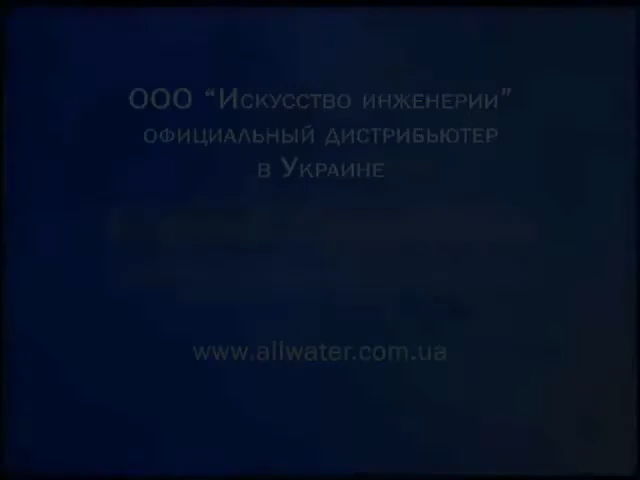 ООО “Искусство инженерии”
официальный дистрибьютер
в Украине
www.allwater.com.ua